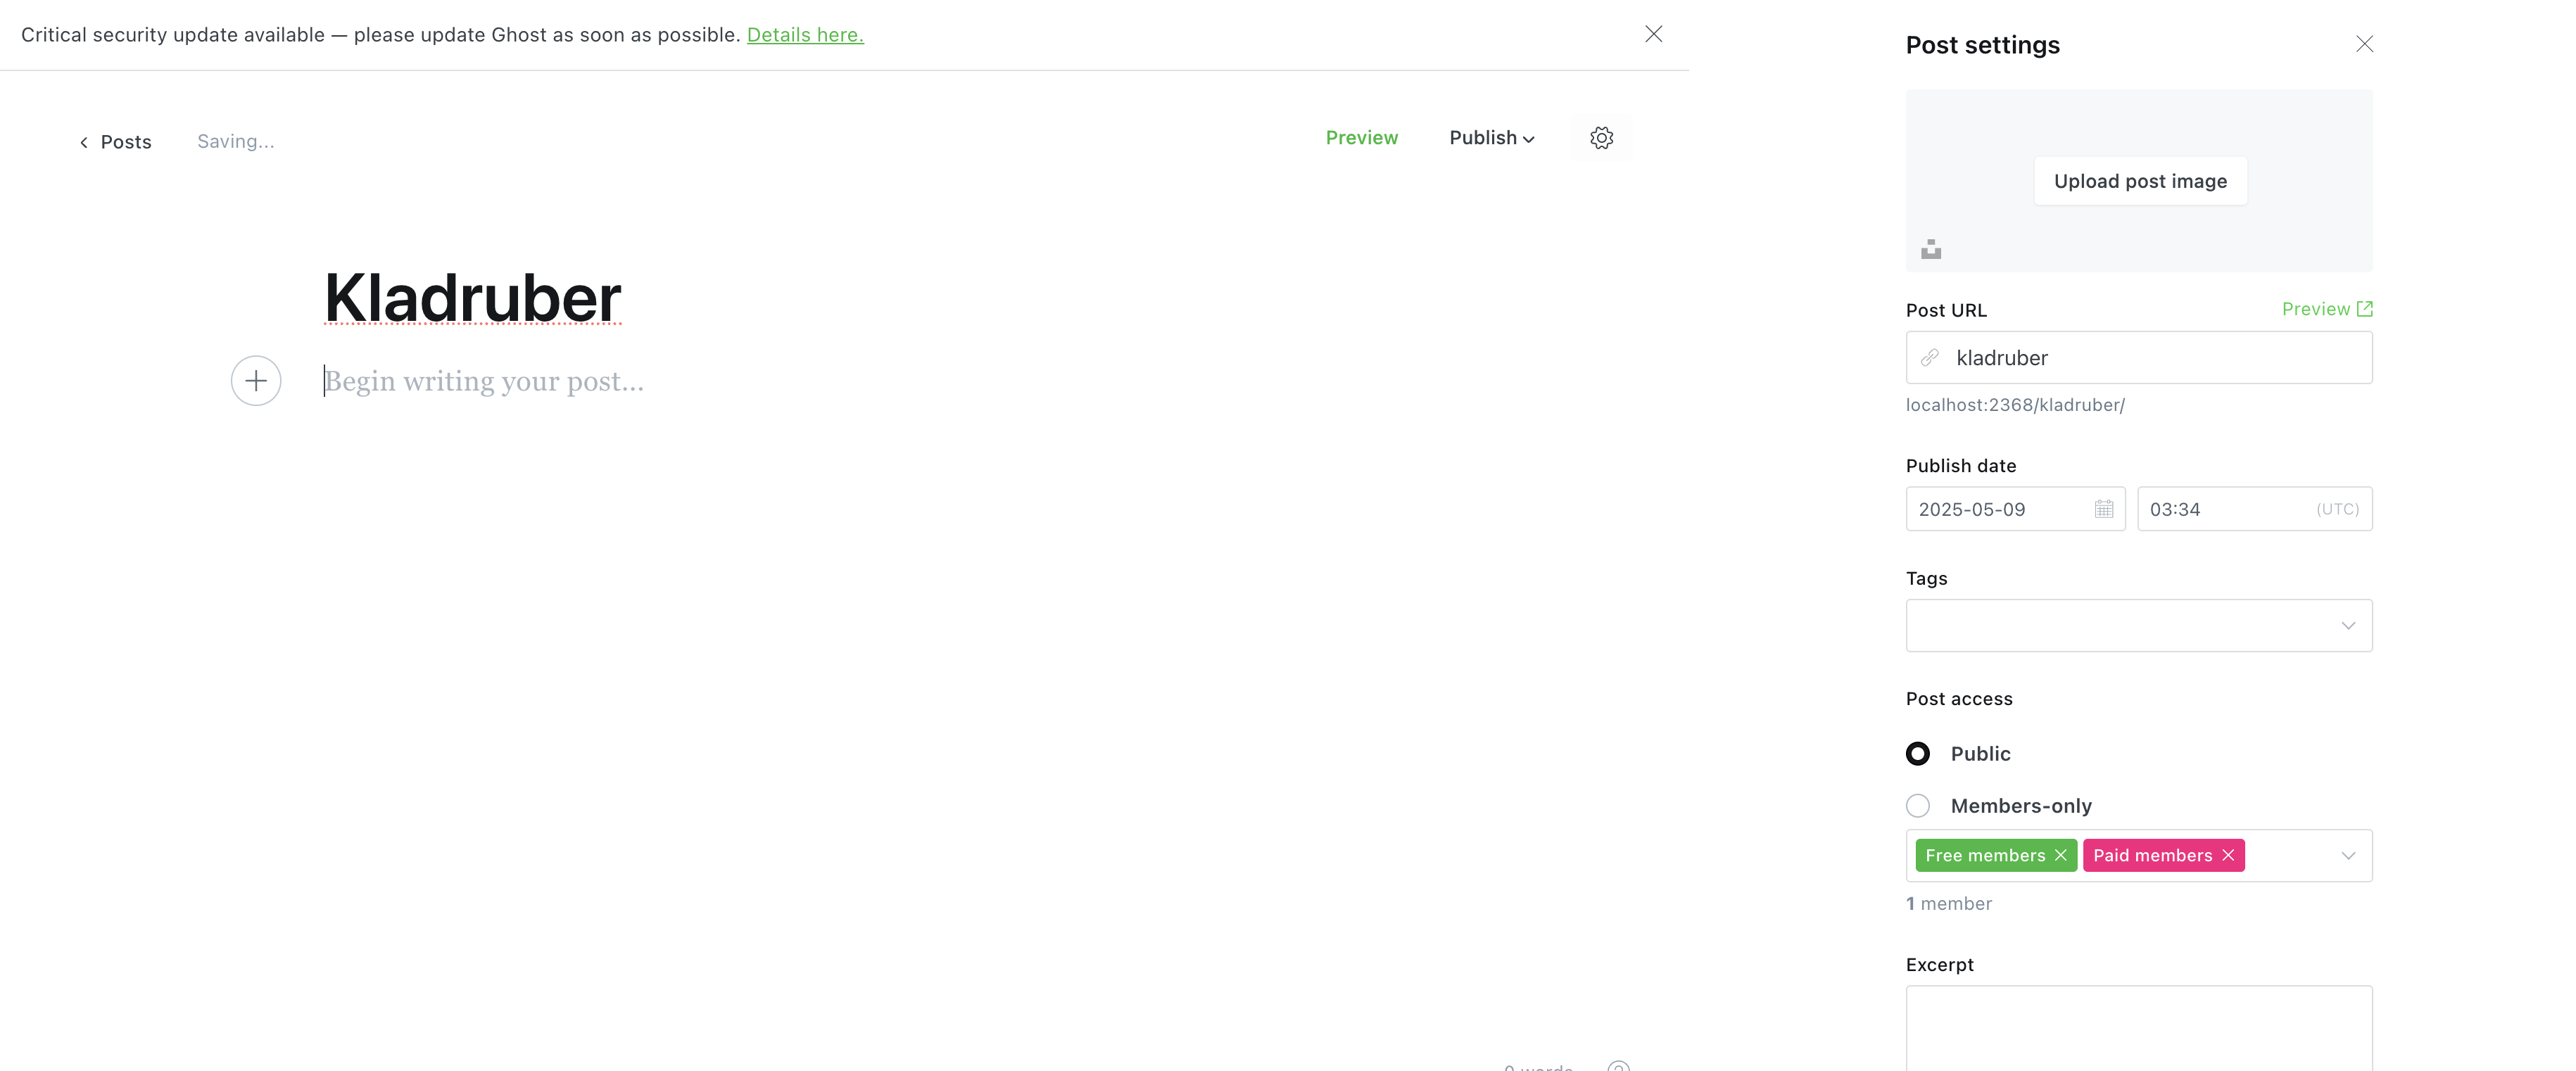 Critical security update available — please update Ghost as soon as possible. Details here.
Posts
Saving...
Preview
Publish
Kladruber
Begin writing your post...
Post settings
Upload post image
Post URL
Preview
kladruber
localhost:2368/kladruber/
Publish date
2025-05-09
03:34
(UTC)
Tags
Post access
Public
Members-only
Free members
Paid members
1 member
Excerpt